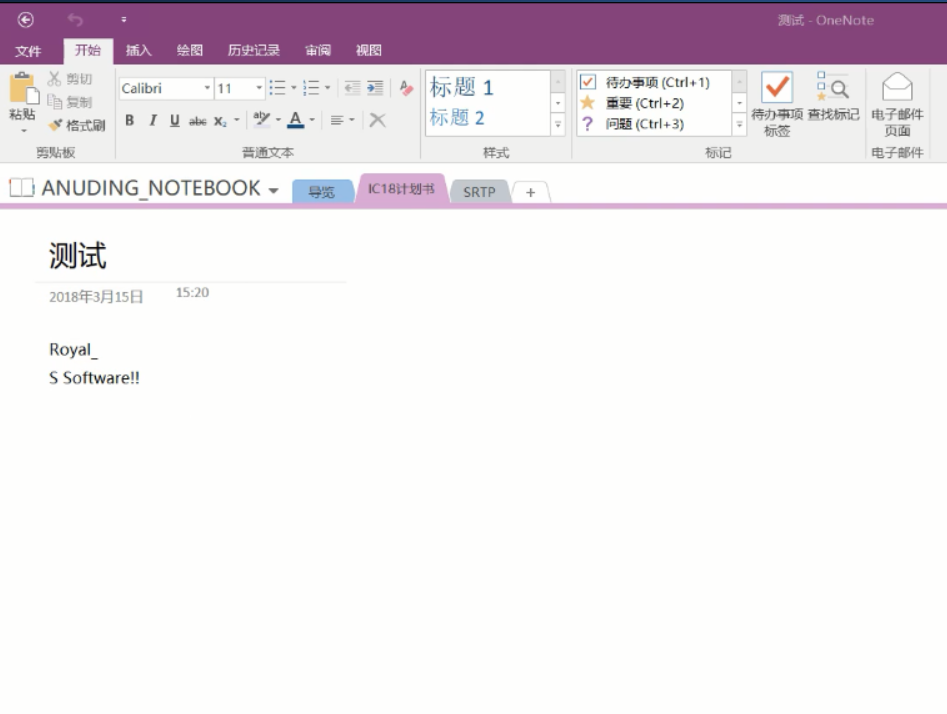 测试 - OneNote
文件 开始 插入 绘图 历史记录 审阅 视图
粘贴
剪切
复制
格式刷
剪贴板
Calibri 11
B I U abc X₂ aby A
普通文本
标题 1
标题 2
样式
待办事项 (Ctrl+1)
重要 (Ctrl+2)
? 问题 (Ctrl+3)
待办事项
标签
查找标记
标记
电子邮件
页面
电子邮件
ANUDING_NOTEBOOK 导览 IC18计划书 SRTP +
测试
2018年3月15日 15:20
Royal_
S Software!!